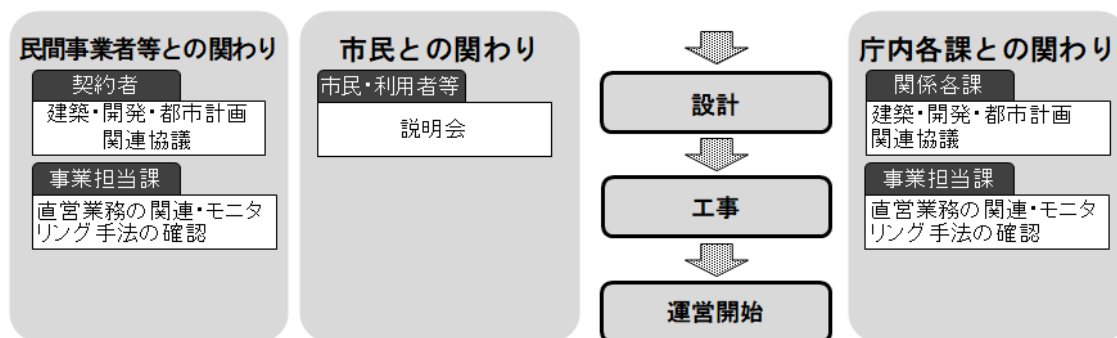 民間事業者等との関わり
契約者
建築・開発・都市計画
関連協議
事業担当課
直営業務の関連・モニタ
リング手法の確認
市民との関わり
市民・利用者等
説明会
設計
工事
運営開始
庁内各課との関わり
関係各課
建築・開発・都市計画
関連協議
事業担当課
直営業務の関連・モニタ
リング手法の確認